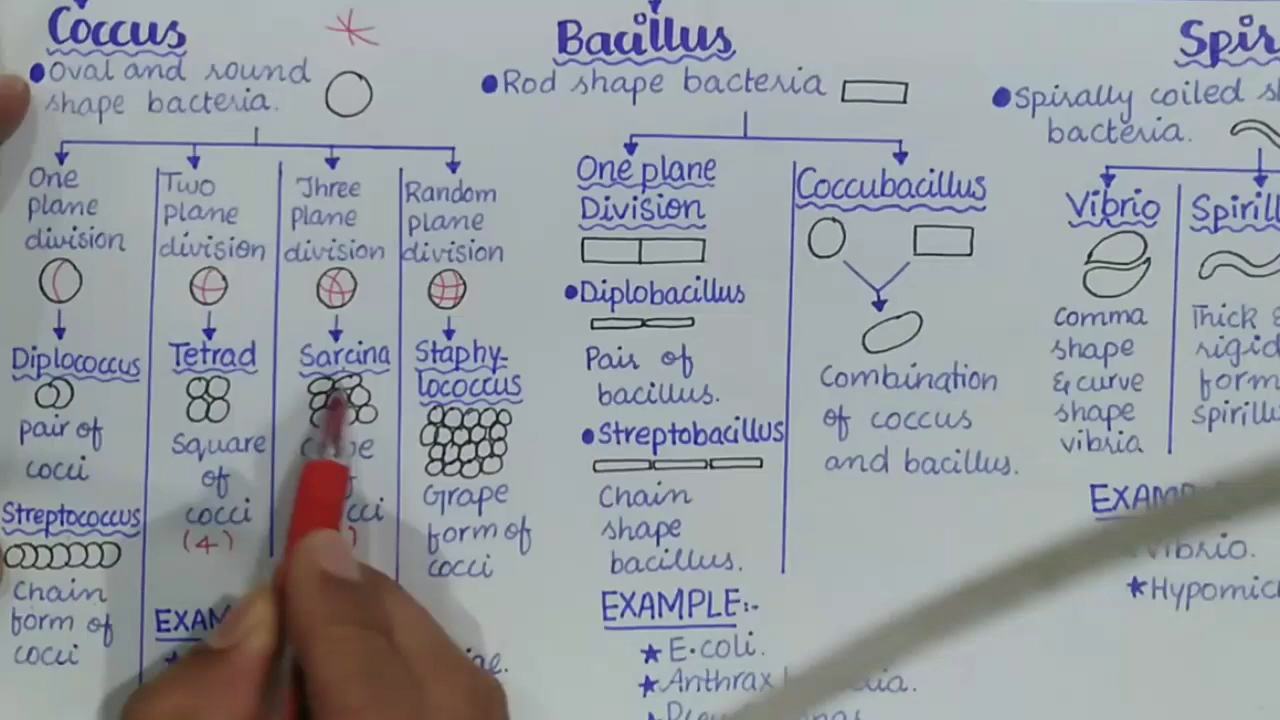 Coccus
•Oval and round
shape bacteria.
One
plane
division
Diplococcus
pair of
cocci
Streptococcus
Chain
form of
cocci
Two
plane
division
Tetrad
Square
of
cocci
(4)
Three
plane
division
Sarcina
Random
plane
division
Staphy-
lococcus
Grape
form of
cocci
Bacillus
•Rod shape bacteria
One plane
Division
•Diplobacillus
Pair of
bacillus.
•Streptobacillus
Chain
shape
bacillus.
EXAMPLE:-
★E.coli.
★Anthrax
Coccubacillus
Combination
of coccus
and bacillus.
Spir
•Spirally coiled
bacteria.
Vibrio
comma
shape
& curve
shape
vibria
Spirill
Thick &
rigid
form
spirillu
Vibrio.
★Hypomic